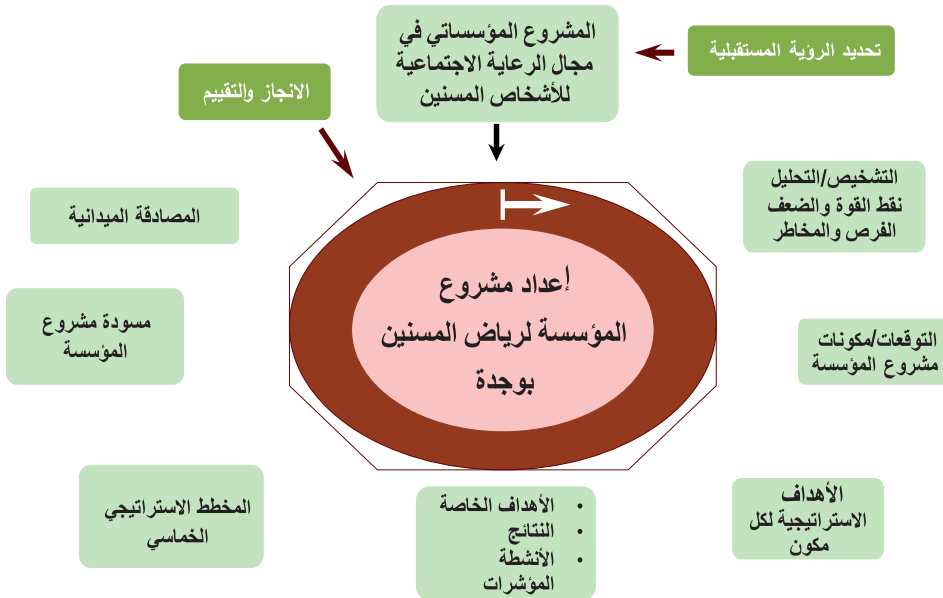 المشروع المؤسساتي في
مجال الرعاية الاجتماعية
للأشخاص المسنين
تحديد الرؤية المستقبلية
الانجاز والتقييم
التشخيص/التحليل
نقط القوة والضعف
الفرص والمخاطر
التوقعات/مكونات
مشروع المؤسسة
الأهداف
الاستراتيجية لكل
مكون
• الأهداف الخاصة
• النتائج
• الأنشطة
• المؤشرات
المخطط الاستراتيجي
الخماسي
مسودة مشروع
المؤسسة
المصادقة الميدانية
أعداد مشروع
المؤسسة لرياض المسنين
بوجدة